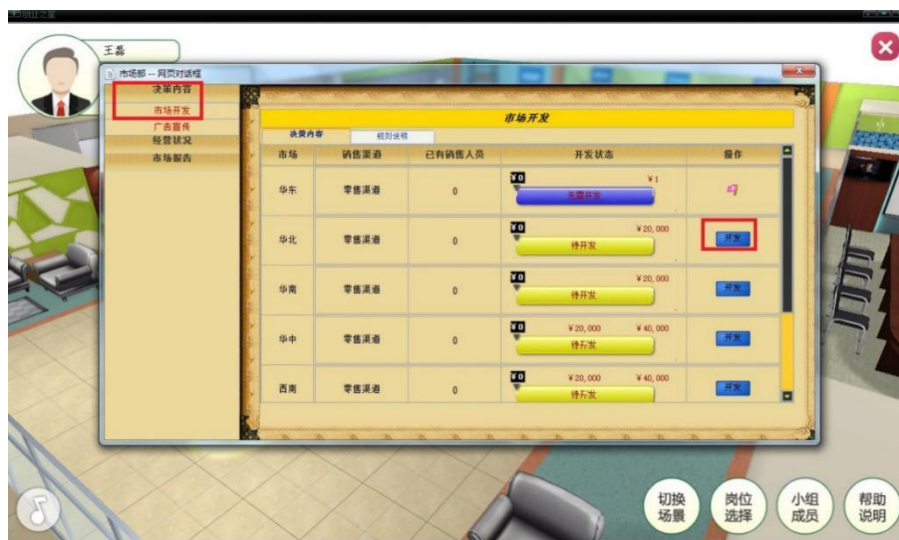 创业之星
王磊
市场部 -- 网页对话框
决策内容
市场开发
广告宣传
经营状况
市场报告
市场开发
决策内容 规则说明
市场 销售渠道 已有销售人员 开发状态 操作
华东 零售渠道 0 ¥0 ¥1 无需开发
华北 零售渠道 0 ¥0 ¥20,000 待开发 开发
华南 零售渠道 0 ¥0 ¥20,000 待开发 开发
华中 零售渠道 0 ¥0 ¥20,000 ¥40,000 待开发 开发
西南 零售渠道 0 ¥0 ¥20,000 ¥40,000 待开发 开发
切换场景
岗位选择
小组成员
帮助说明